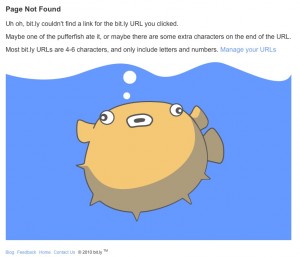 Page Not Found
Uh oh, bit.ly couldn't find a link for the bit.ly URL you clicked.
Maybe one of the pufferfish ate it, or maybe there are some extra characters on the end of the URL.
Most bit.ly URLs are 4-6 characters, and only include letters and numbers. Manage your URLs
Blog Feedback Home Contact Us © 2010 bit.ly ™